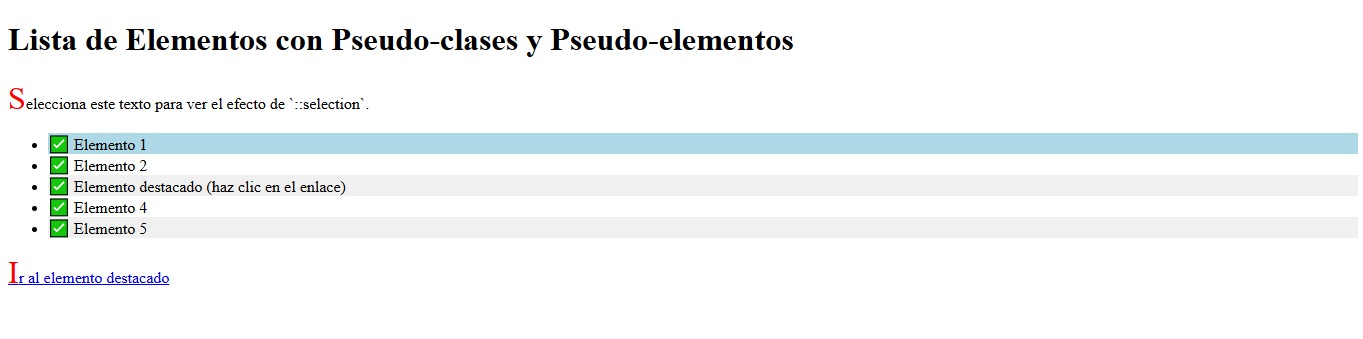 Lista de Elementos con Pseudo-clases y Pseudo-elementos
Selecciona este texto para ver el efecto de `::selection`.
• ✅ Elemento 1
• ✅ Elemento 2
• ✅ Elemento destacado (haz clic en el enlace)
• ✅ Elemento 4
• ✅ Elemento 5
Ir al elemento destacado